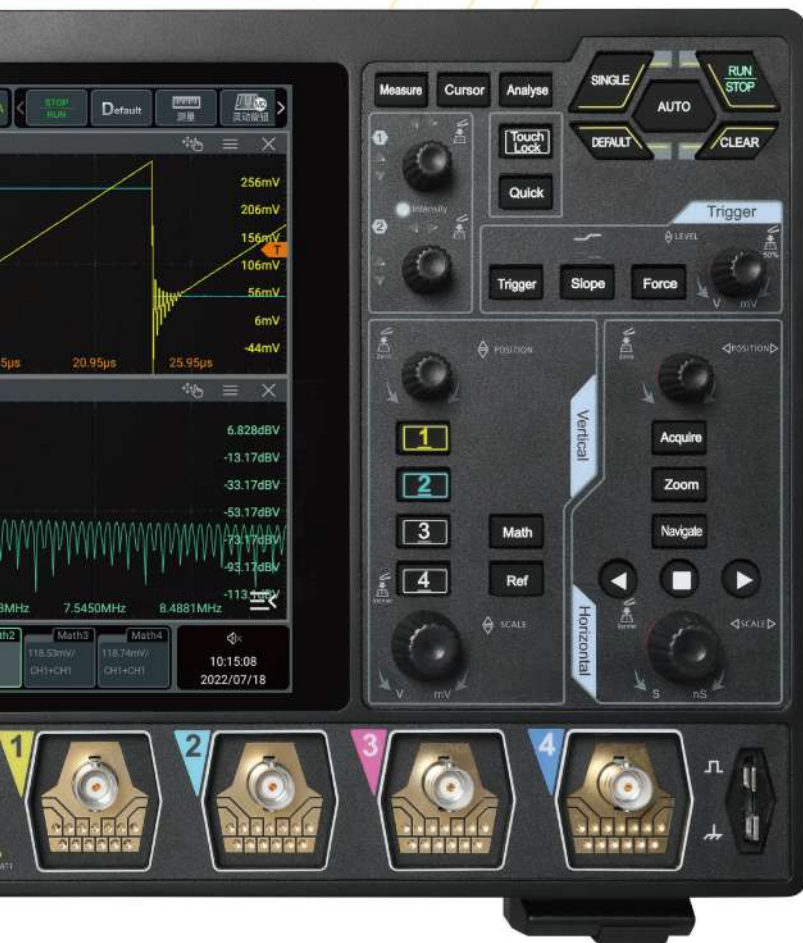 STOP
RUN
Default
测量
灵动旋钮
256mV
206mV
156mV
T
106mV
56mV
6mV
-44mV
20.95μs
25.95μs
6.828dBV
-13.17dBV
-33.17dBV
-53.17dBV
-73.17dBV
-93.17dBV
7.5450MHz
8.4881MHz
Math3
118.53mV/
CH1+CH1
Math4
118.74mV/
CH1+CH1
10:15:08
2022/07/18
Measure
Cursor
Analyse
SINGLE
AUTO
RUN
STOP
DEFAULT
CLEAR
1
Intensity
2
Touch
Lock
Quick
Trigger
LEVEL
50%
Trigger
Slope
Force
V
mV
Zero
POSITION
Vertical
1
2
3
4
Math
Ref
SCALE
V
mV
Zero
POSITION
Acquire
Zoom
Navigate
Horizontal
SCALE
S
nS
1
2
3
4